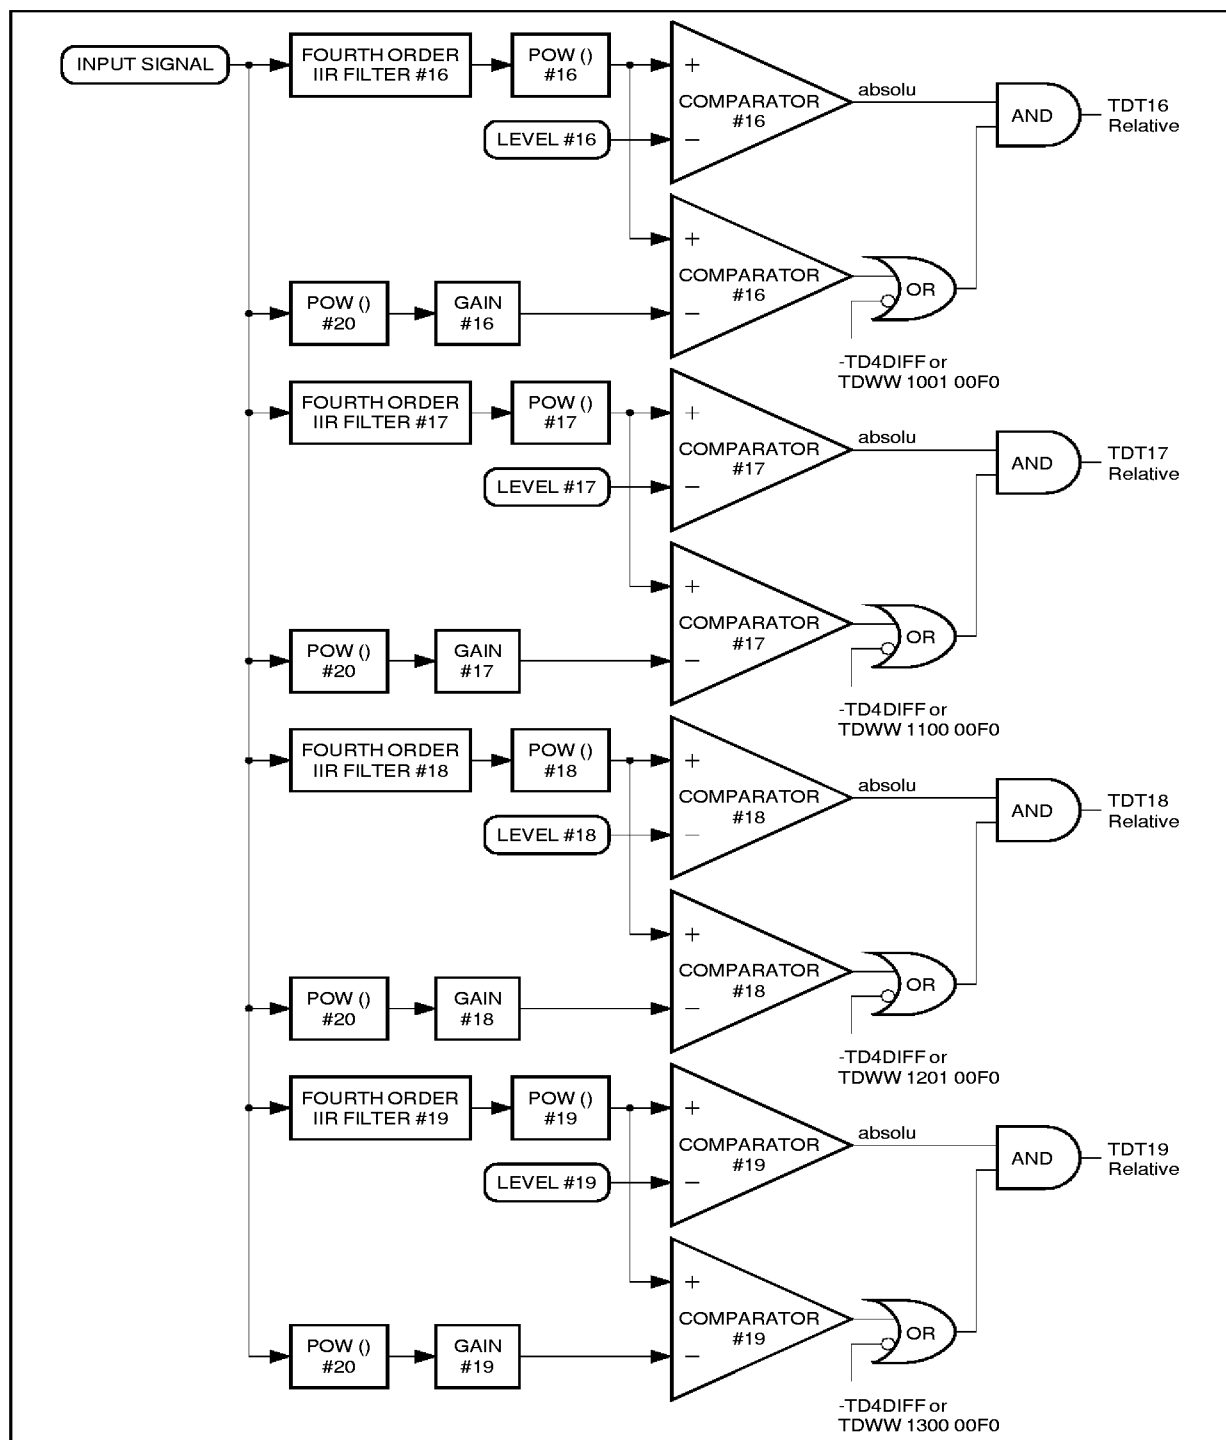 INPUT SIGNAL
FOURTH ORDER
IIR FILTER #16
POW ()
#16
LEVEL #16
+
−
COMPARATOR
#16
absolu
AND
TDT16
Relative
POW ()
#20
GAIN
#16
+
−
COMPARATOR
#16
OR
-TD4DIFF or
TDWW 1001 00F0
FOURTH ORDER
IIR FILTER #17
POW ()
#17
LEVEL #17
+
−
COMPARATOR
#17
absolu
AND
TDT17
Relative
POW ()
#20
GAIN
#17
+
−
COMPARATOR
#17
OR
-TD4DIFF or
TDWW 1100 00F0
FOURTH ORDER
IIR FILTER #18
POW ()
#18
LEVEL #18
+
−
COMPARATOR
#18
absolu
AND
TDT18
Relative
POW ()
#20
GAIN
#18
+
−
COMPARATOR
#18
OR
-TD4DIFF or
TDWW 1201 00F0
FOURTH ORDER
IIR FILTER #19
POW ()
#19
LEVEL #19
+
−
COMPARATOR
#19
absolu
AND
TDT19
Relative
POW ()
#20
GAIN
#19
+
−
COMPARATOR
#19
OR
-TD4DIFF or
TDWW 1300 00F0